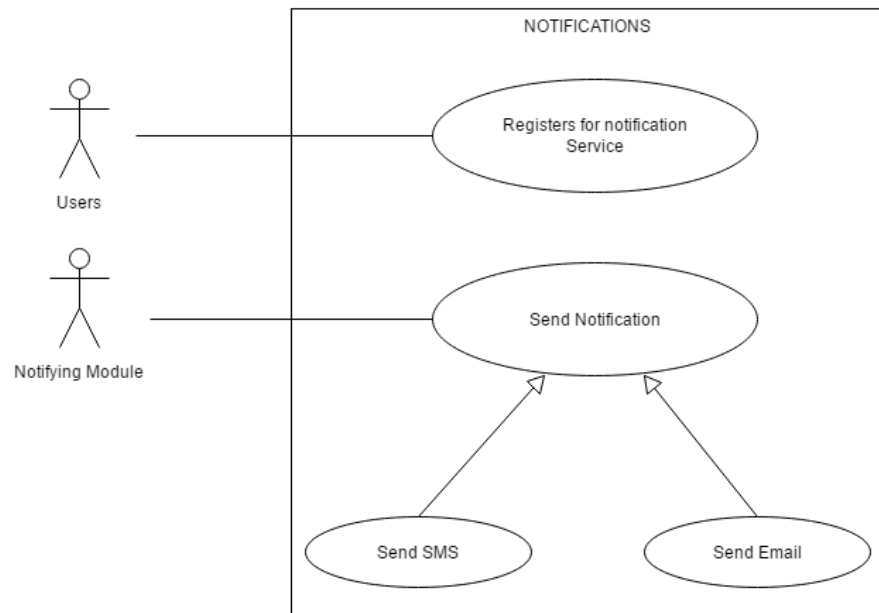 NOTIFICATIONS
Registers for notification
Service
Users
Send Notification
Notifying Module
Send SMS
Send Email